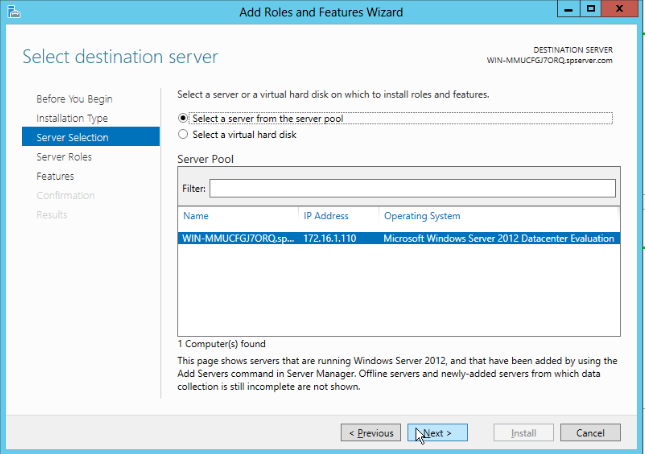 Add Roles and Features Wizard
Select destination server
DESTINATION SERVER
WIN-MMUCFGJ7ORQ.spserver.com
Before You Begin
Installation Type
Server Selection
Server Roles
Features
Confirmation
Results
Select a server or a virtual hard disk on which to install roles and features.
Select a server from the server pool
Select a virtual hard disk
Server Pool
Filter:
Name IP Address Operating System
WIN-MMUCFGJ7ORQ.sp... 172.16.1.110 Microsoft Windows Server 2012 Datacenter Evaluation
1 Computer(s) found
This page shows servers that are running Windows Server 2012, and that have been added by using the
Add Servers command in Server Manager. Offline servers and newly-added servers from which data
collection is still incomplete are not shown.
< Previous Next > Install Cancel